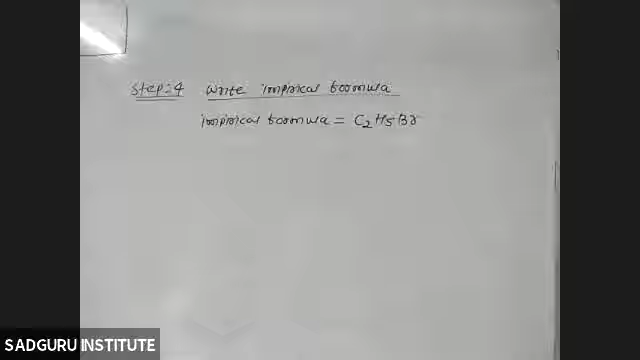 Step:4 Write impirical formula
impirical formula = C2H5Br
SADGURU INSTITUTE